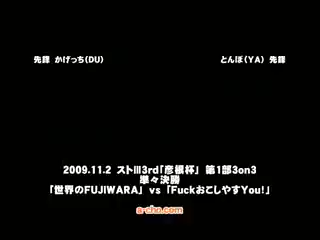 先鋒 かげっち(DU)
とんぼ(YA) 先鋒
2009.11.2 ストIII3rd「彦根杯」 第1部3on3
準々決勝
「世界のFUJIWARA」 vs 「FuckおこしやすYou!」
a-cho.com